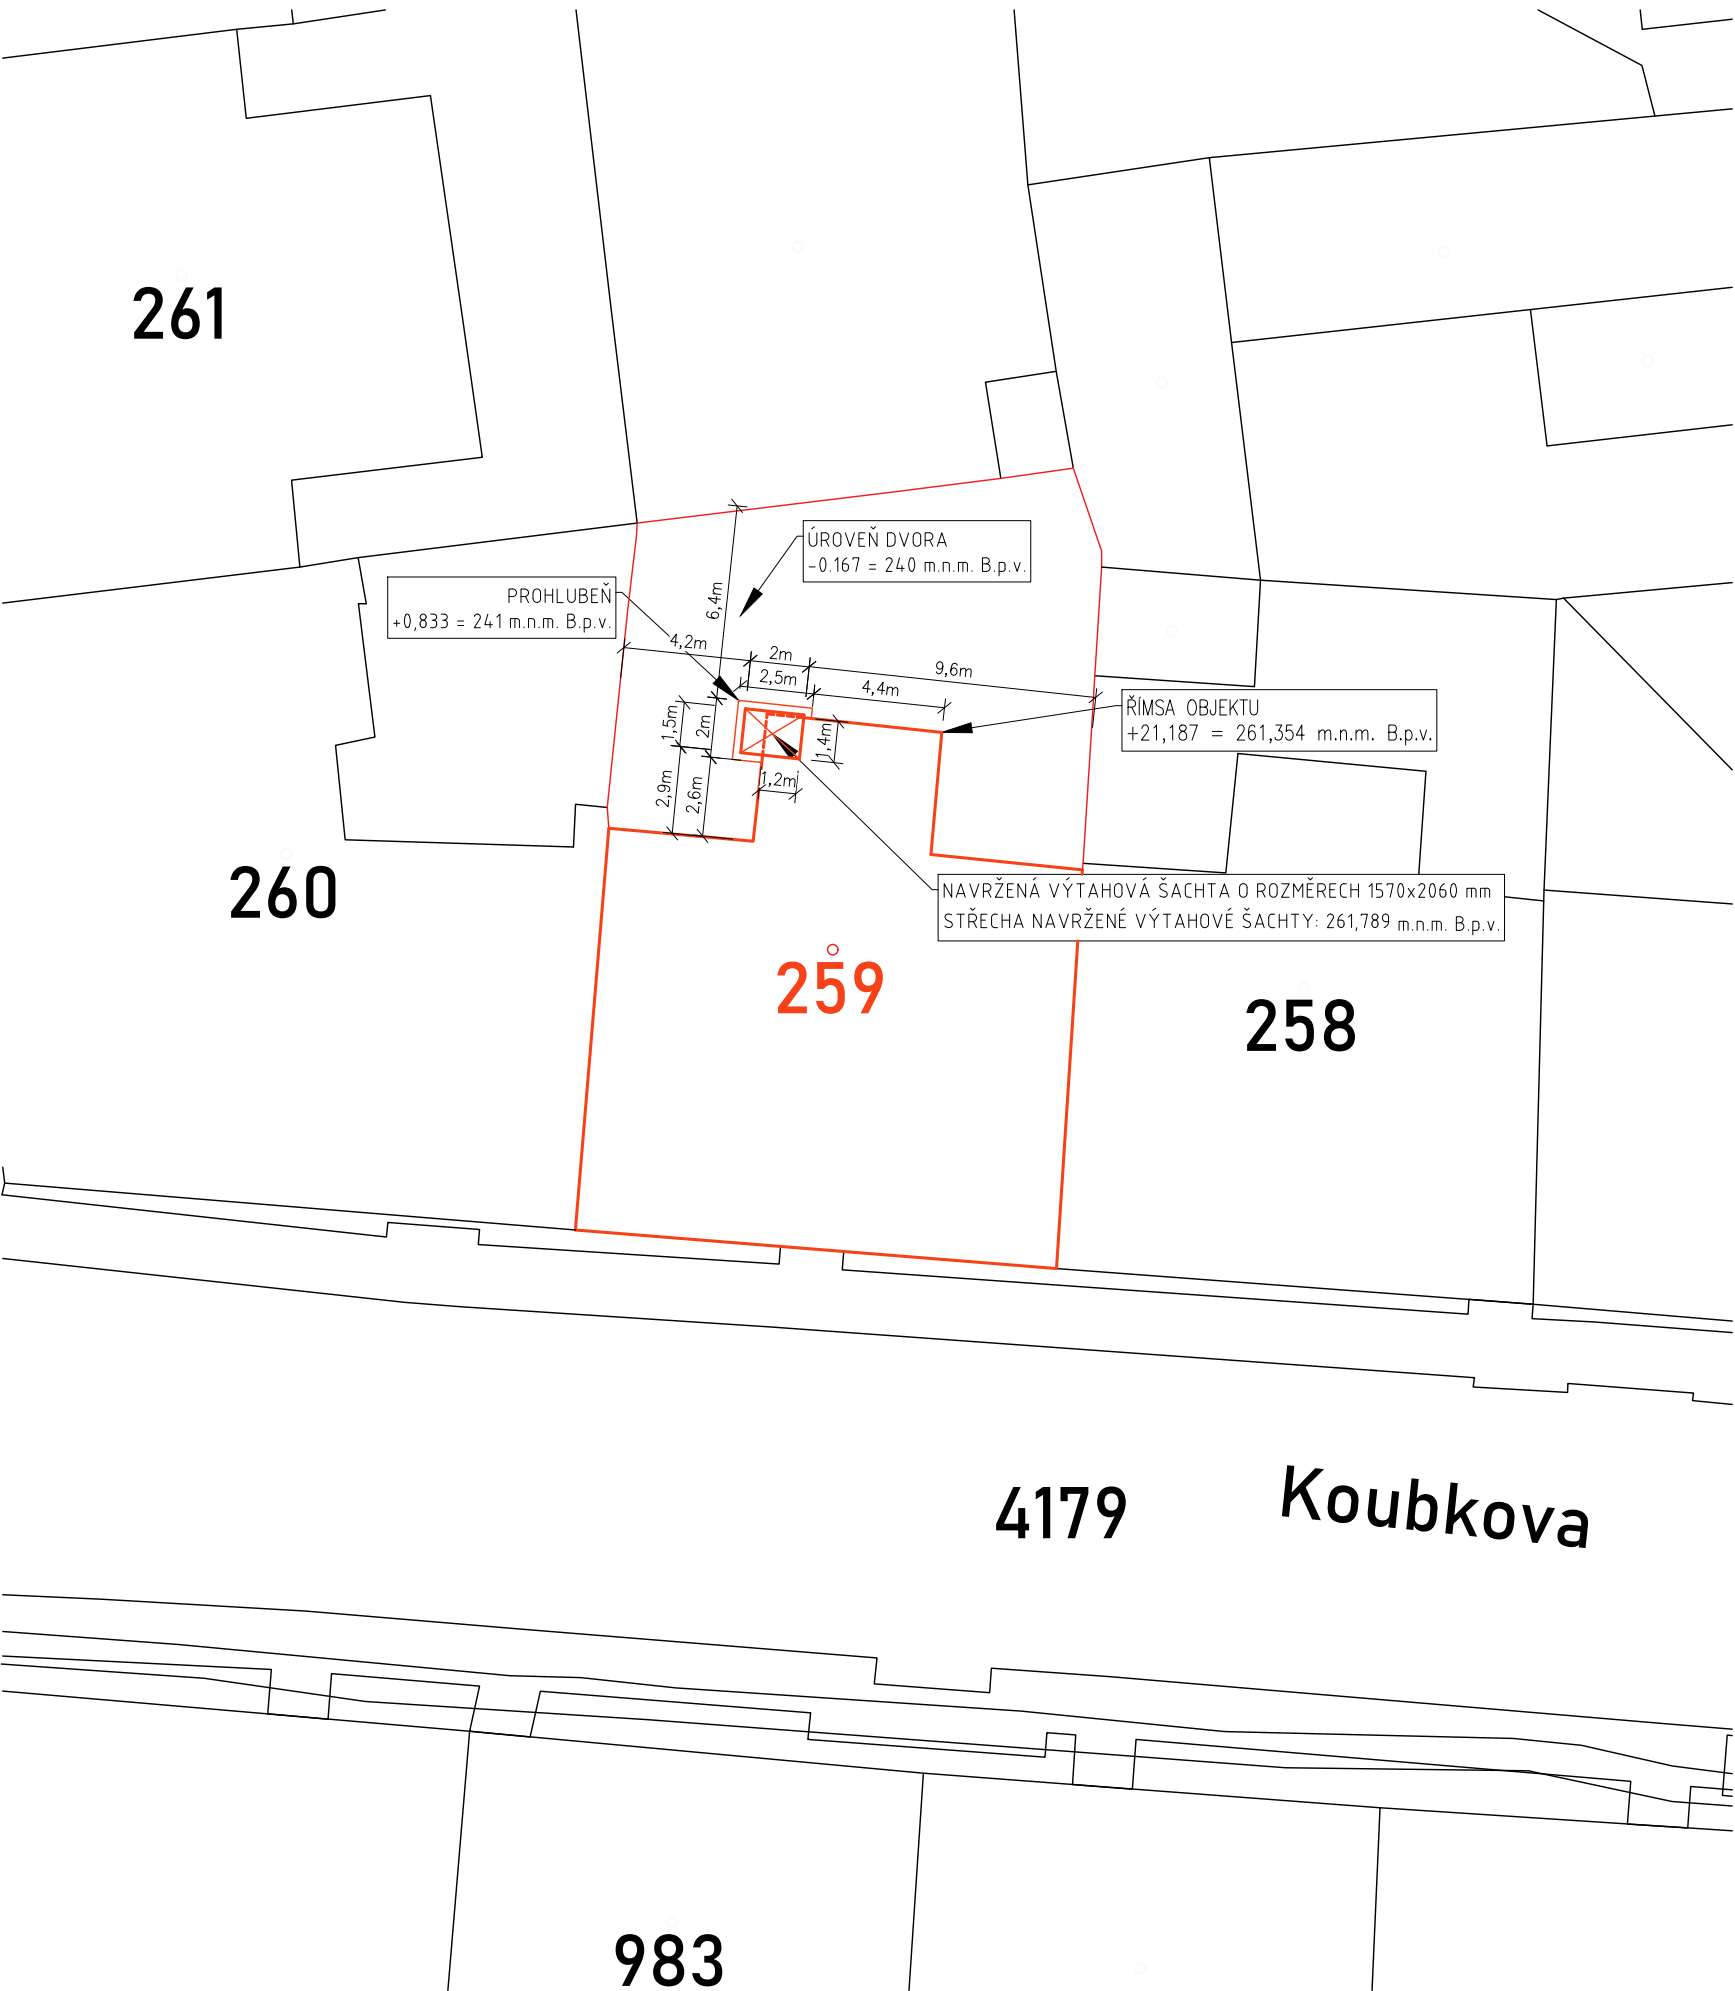 261
ÚROVEŇ DVORA
-0.167 = 240 m.n.m. B.p.v.
PROHLUBEŇ
+0,833 = 241 m.n.m. B.p.v.
6,4m
4,2m
2m
9,6m
2,5m
4,4m
ŘÍMSA OBJEKTU
+21,187 = 261,354 m.n.m. B.p.v.
1,5m
2m
1,4m
2,9m
2,6m
1,2m
260
NAVRŽENÁ VÝTAHOVÁ ŠACHTA O ROZMĚRECH 1570x2060 mm
STŘECHA NAVRŽENÉ VÝTAHOVÉ ŠACHTY: 261,789 m.n.m. B.p.v.
259
258
4179
Koubkova
983